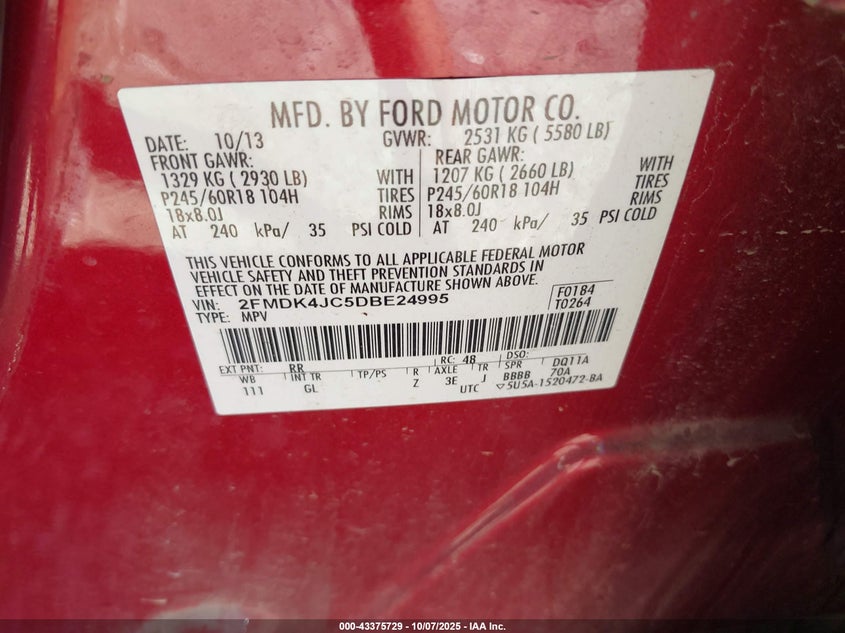 MFD. BY FORD MOTOR CO.
DATE: 10/13 GVWR: 2531 KG ( 5580 LB)
FRONT GAWR: REAR GAWR:
1329 KG ( 2930 LB) WITH 1207 KG ( 2660 LB) WITH
P245/60R18 104H TIRES P245/60R18 104H TIRES
18x8.0J RIMS 18x8.0J RIMS
AT 240 kPa/ 35 PSI COLD AT 240 kPa/ 35 PSI COLD
THIS VEHICLE CONFORMS TO ALL APPLICABLE FEDERAL MOTOR
VEHICLE SAFETY AND THEFT PREVENTION STANDARDS IN
EFFECT ON THE DATE OF MANUFACTURE SHOWN ABOVE.
VIN: 2FMDK4JC5DBE24995 F0184
TYPE: MPV T0264
EXT PNT: RR RC: 48 DSO: DQ11A
WB INT TR TP/PS R AXLE TR SPR BBBB 70A
111 GL Z 3E J UTC ▽5U5A-1520472-BA
000-43375729 - 10/07/2025 - IAA Inc.